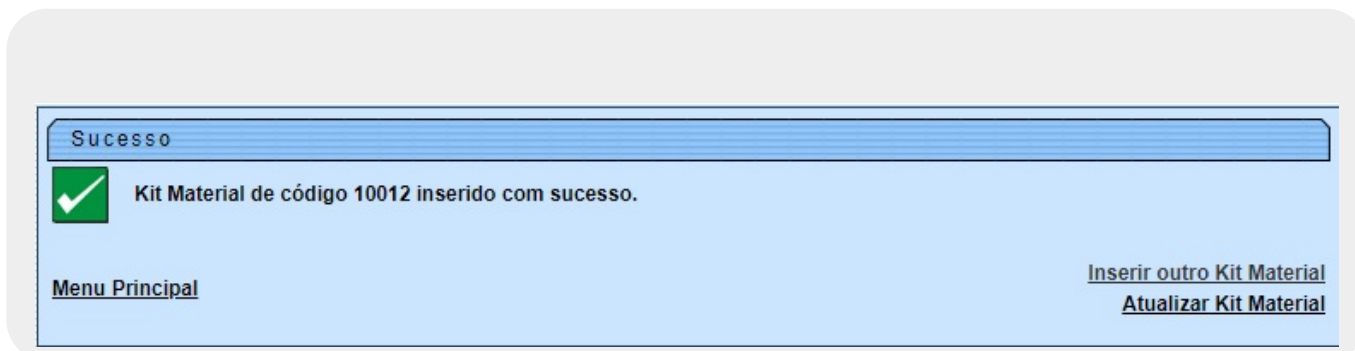 Sucesso
Kit Material de código 10012 inserido com sucesso.
Inserir outro Kit Material
Menu Principal
Atualizar Kit Material